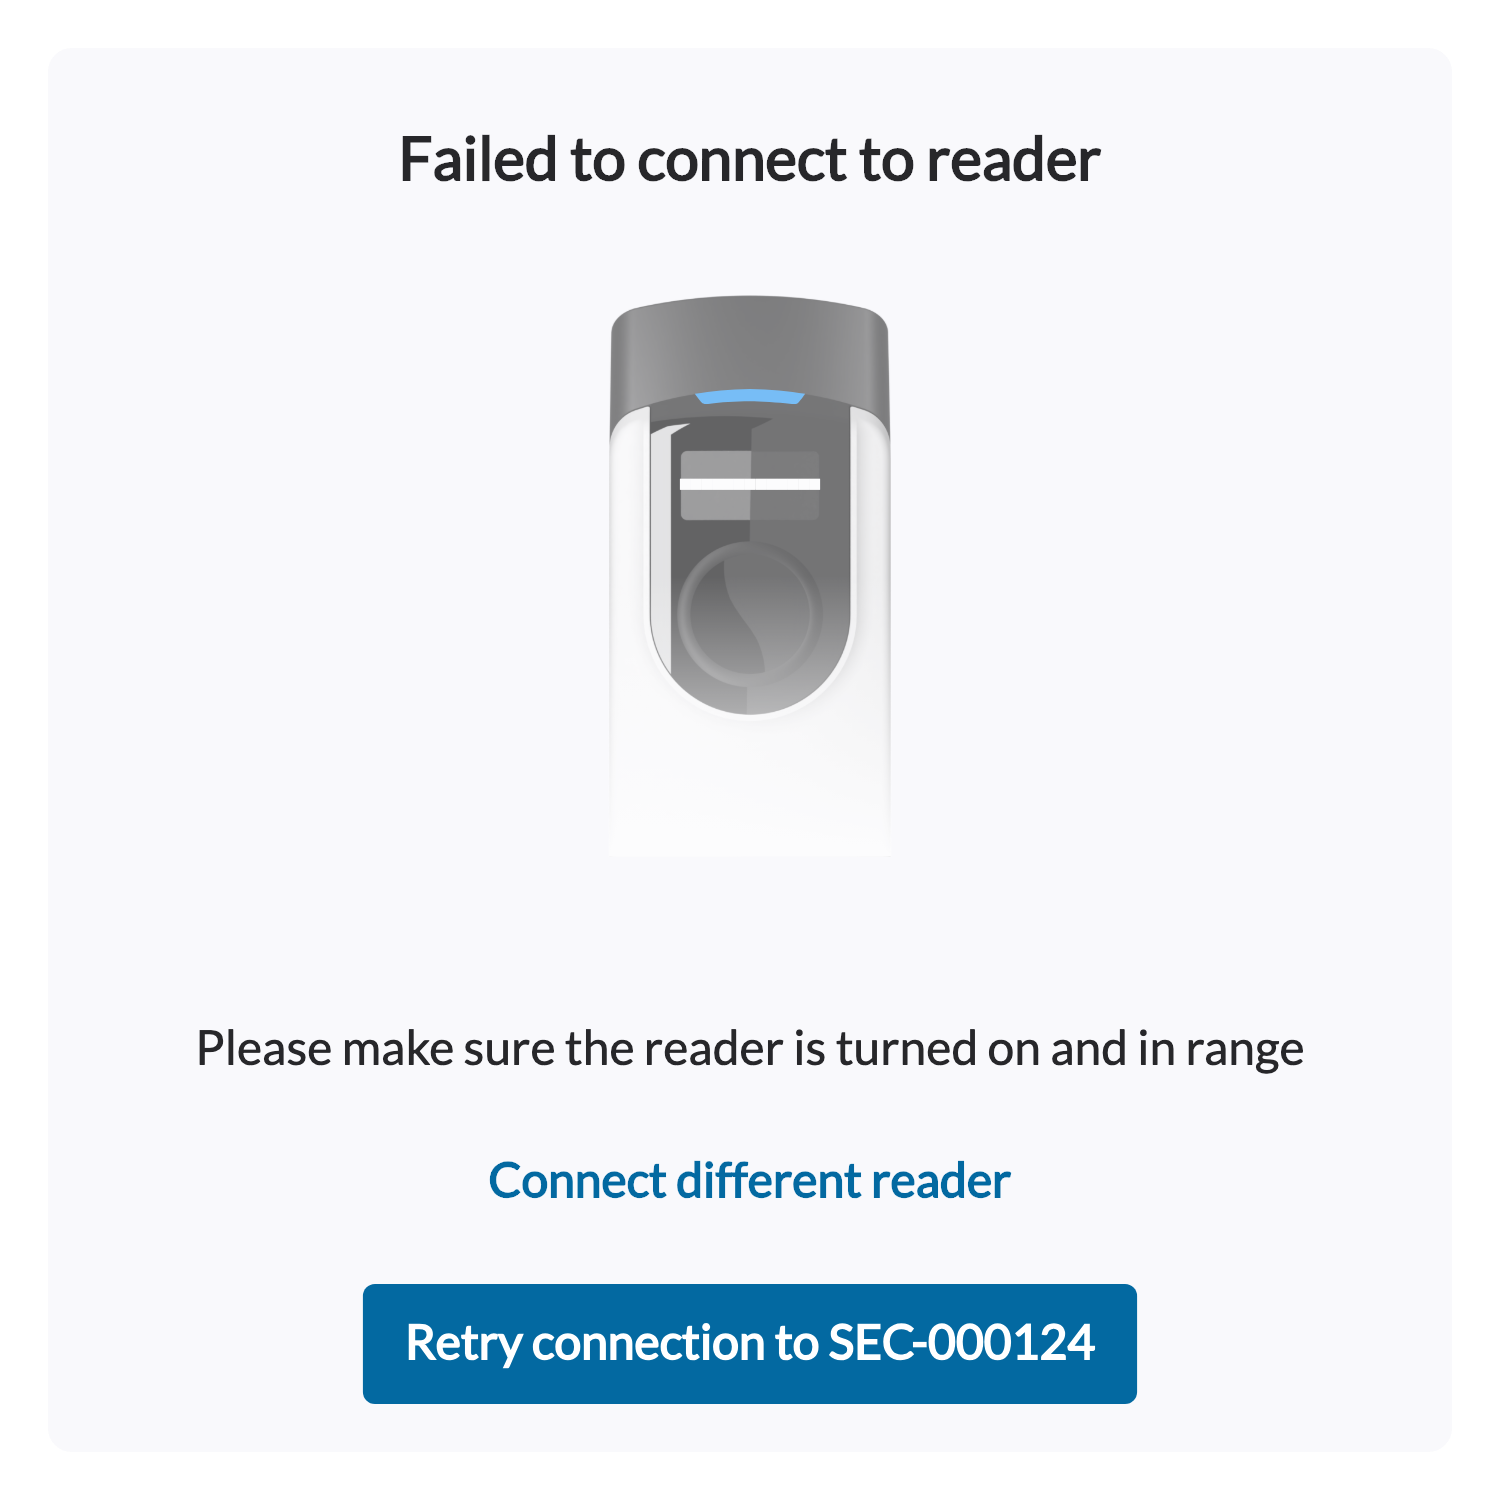 Failed to connect to reader
Please make sure the reader is turned on and in range
Connect different reader
Retry connection to SEC-000124